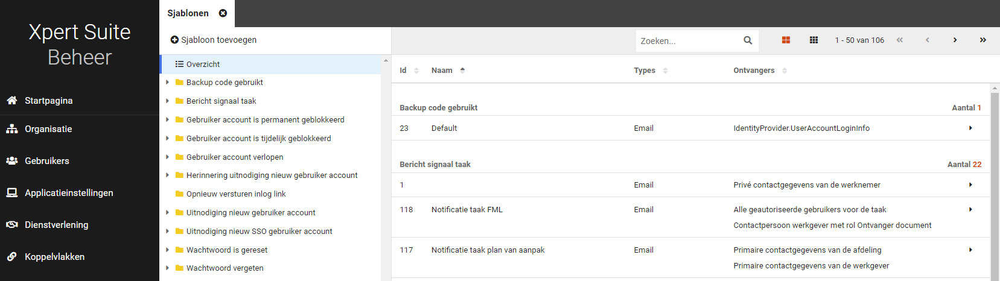 Xpert Suite
Beheer
Startpagina
Organisatie
Gebruikers
Applicatieinstellingen
Dienstverlening
Koppelvlakken
Sjablonen
Sjabloon toevoegen
Overzicht
Backup code gebruikt
Bericht signaal taak
Gebruiker account is permanent geblokkeerd
Gebruiker account is tijdelijk geblokkeerd
Gebruiker account verlopen
Herinnering uitnodiging nieuw gebruiker account
Opnieuw versturen inlog link
Uitnodiging nieuw gebruiker account
Uitnodiging nieuw SSO gebruiker account
Wachtwoord is gereset
Wachtwoord vergeten
Zoeken... 1 - 50 van 106
Id Naam Types Ontvangers
Backup code gebruikt Aantal 1
23 Default Email IdentityProvider.UserAccountLoginInfo
Bericht signaal taak Aantal 22
1 Email Privé contactgegevens van de werknemer
118 Notificatie taak FML Email Alle geautoriseerde gebruikers voor de taak
Contactpersoon werkgever met rol Ontvanger document
117 Notificatie taak plan van aanpak Email Primaire contactgegevens van de afdeling
Primaire contactgegevens van de werkgever